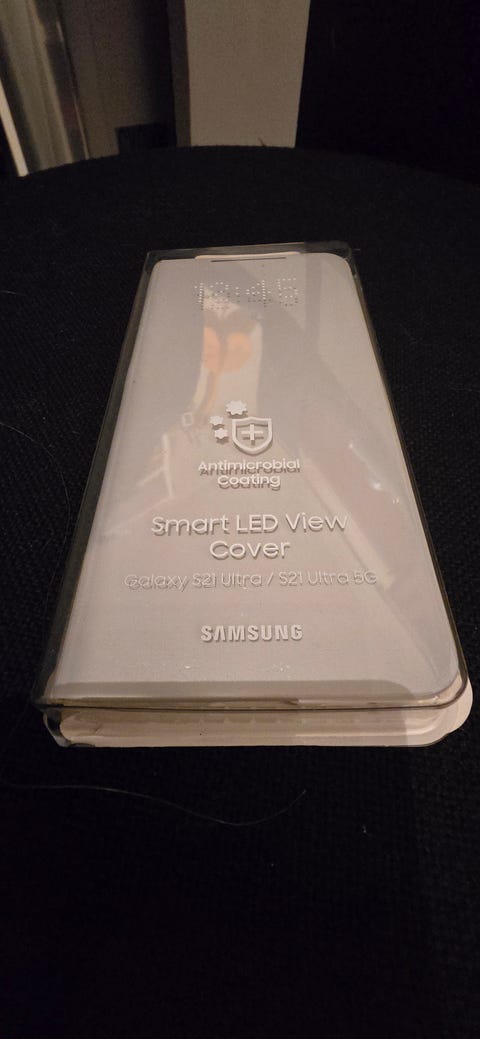 Antimicrobial
Coating
Smart LED View
Cover
Galaxy S21 Ultra / S21 Ultra 5G
SAMSUNG